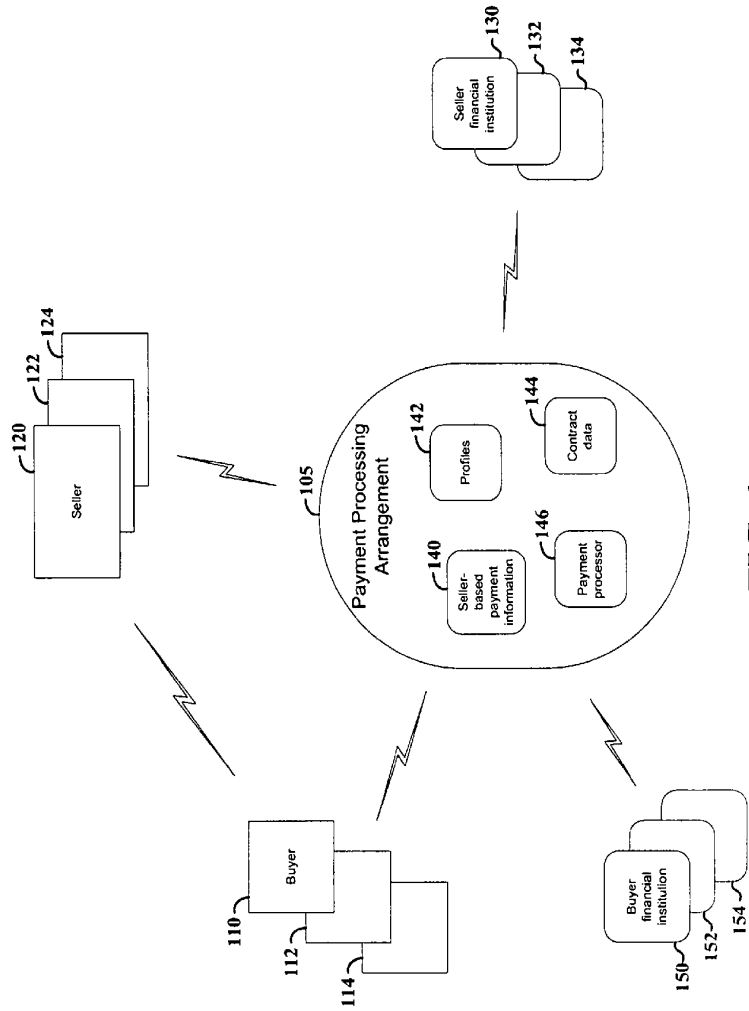 120
122
124
Seller
110
112
114
Buyer
105
Payment Processing
Arrangement
140
Seller-
based
payment
information
142
Profiles
146
Payment
processor
144
Contract
data
130
132
134
Seller
financial
institution
Buyer
financial
institution
150
152
154